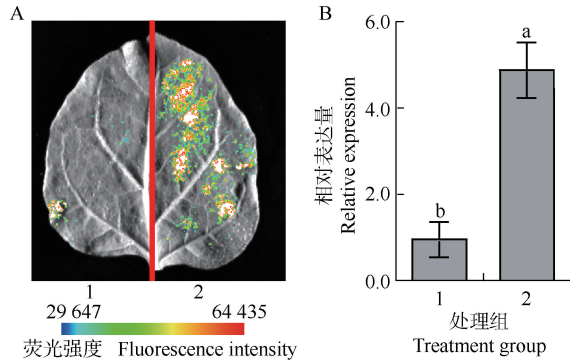 A
1 2
29 647 64 435
荧光强度 Fluorescence intensity
B
相对表达量
Relative expression
6.0
4.0
2.0
0.0
b
a
1 2
处理组
Treatment group